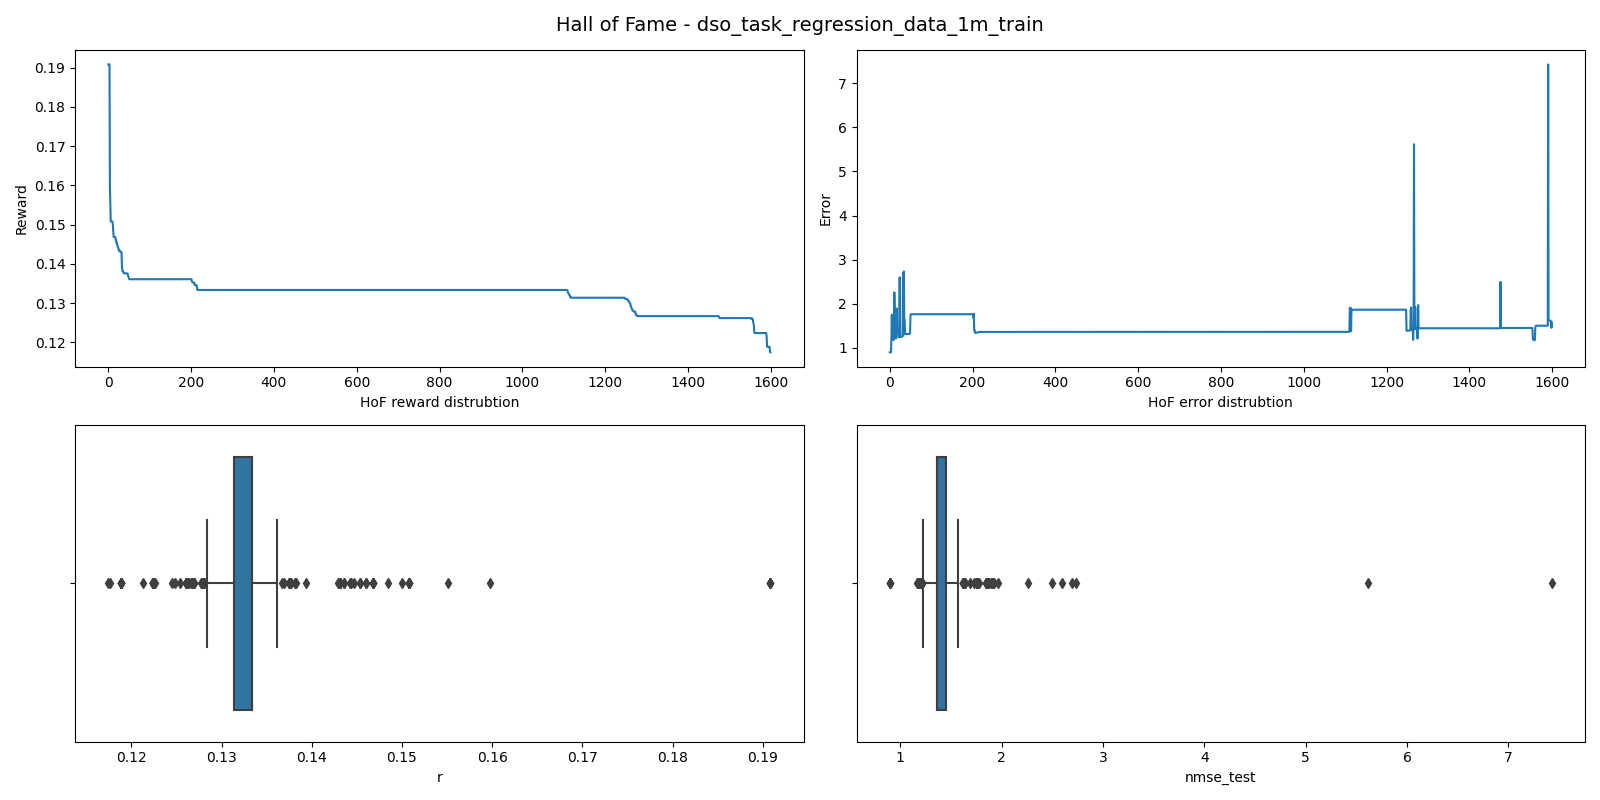 Hall of Fame - dso_task_regression_data_1m_train
0.19
0.18
0.17
0.16
0.15
0.14
0.13
0.12
Reward
0 200 400 600 800 1000 1200 1400 1600
HoF reward distrubtion
7
6
5
4
3
2
1
Error
0 200 400 600 800 1000 1200 1400 1600
HoF error distrubtion
0.12 0.13 0.14 0.15 0.16 0.17 0.18 0.19
r
1 2 3 4 5 6 7
nmse_test